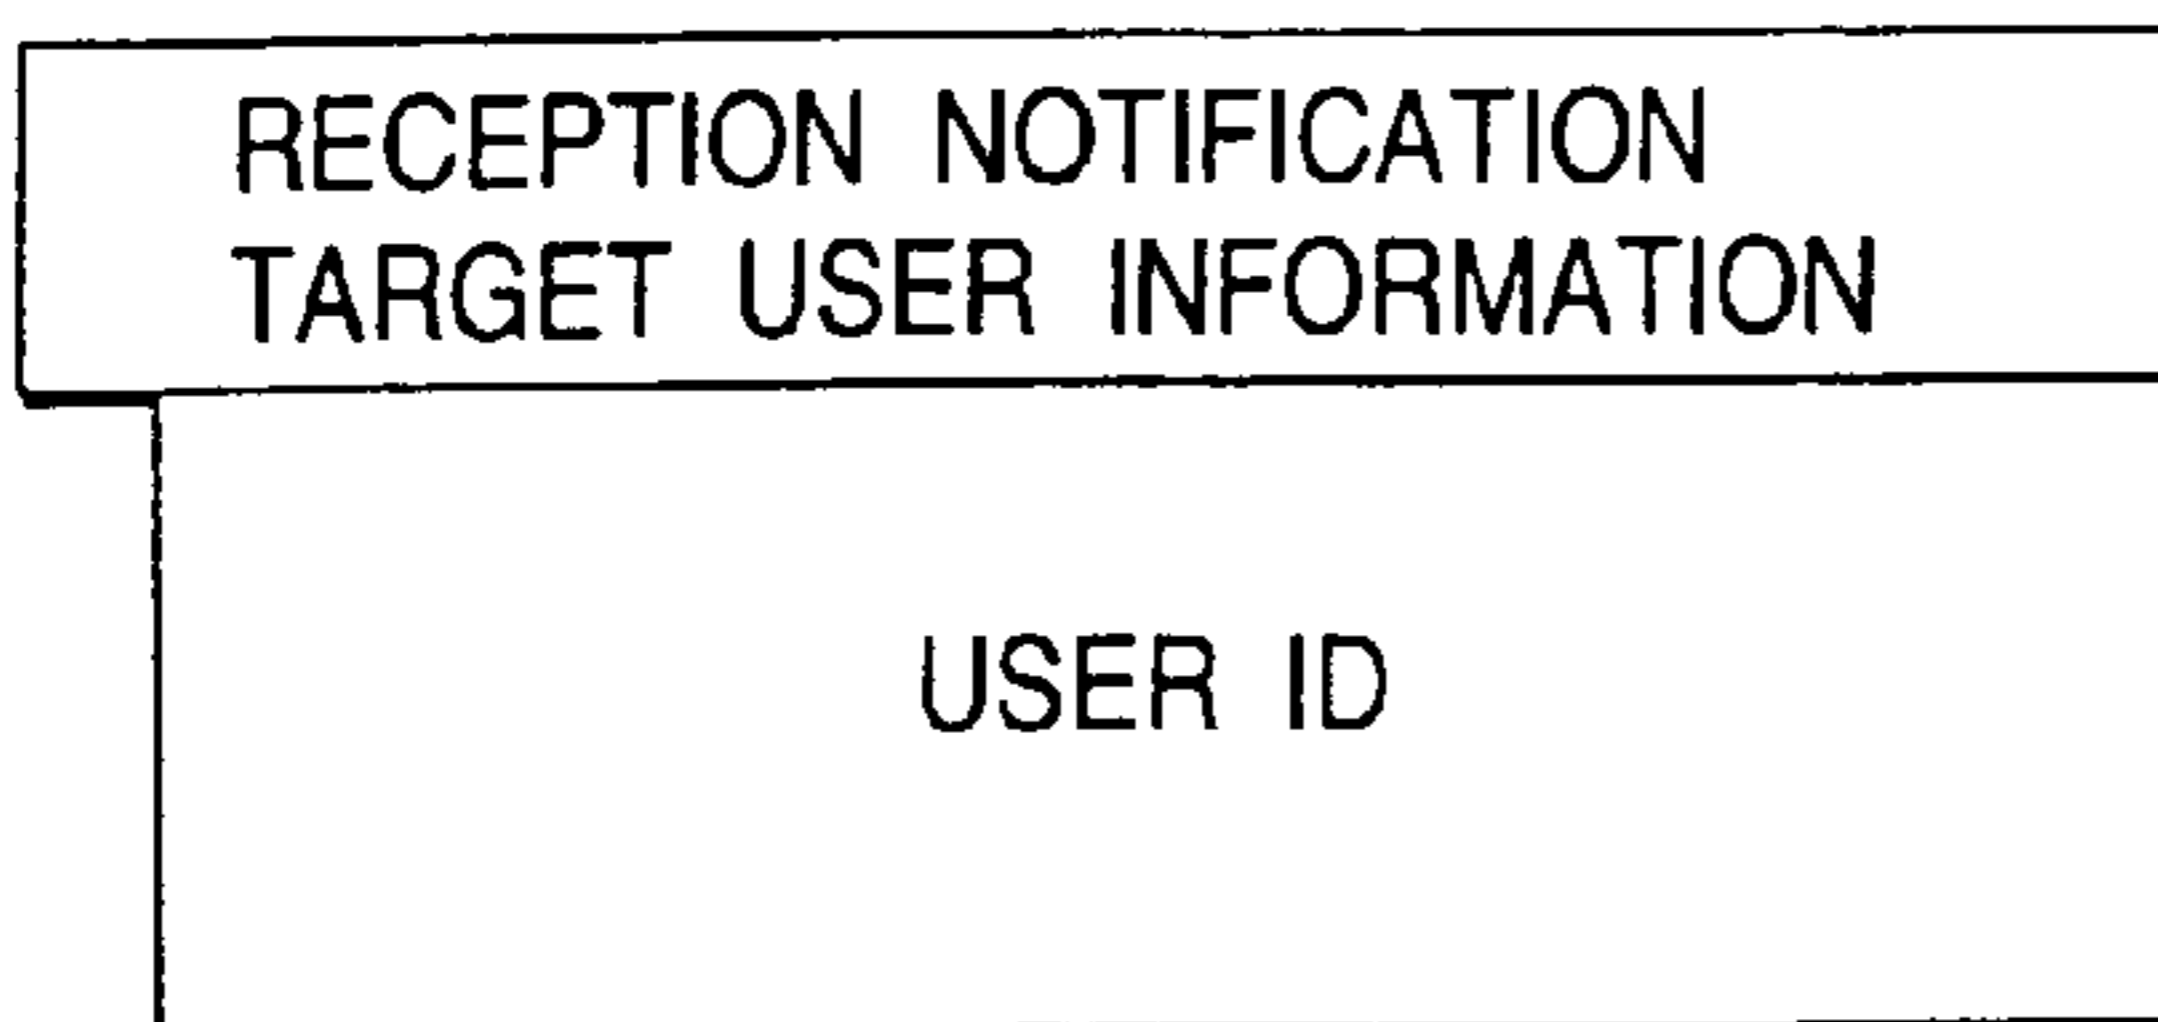 RECEPTION NOTIFICATION
TARGET USER INFORMATION
USER ID